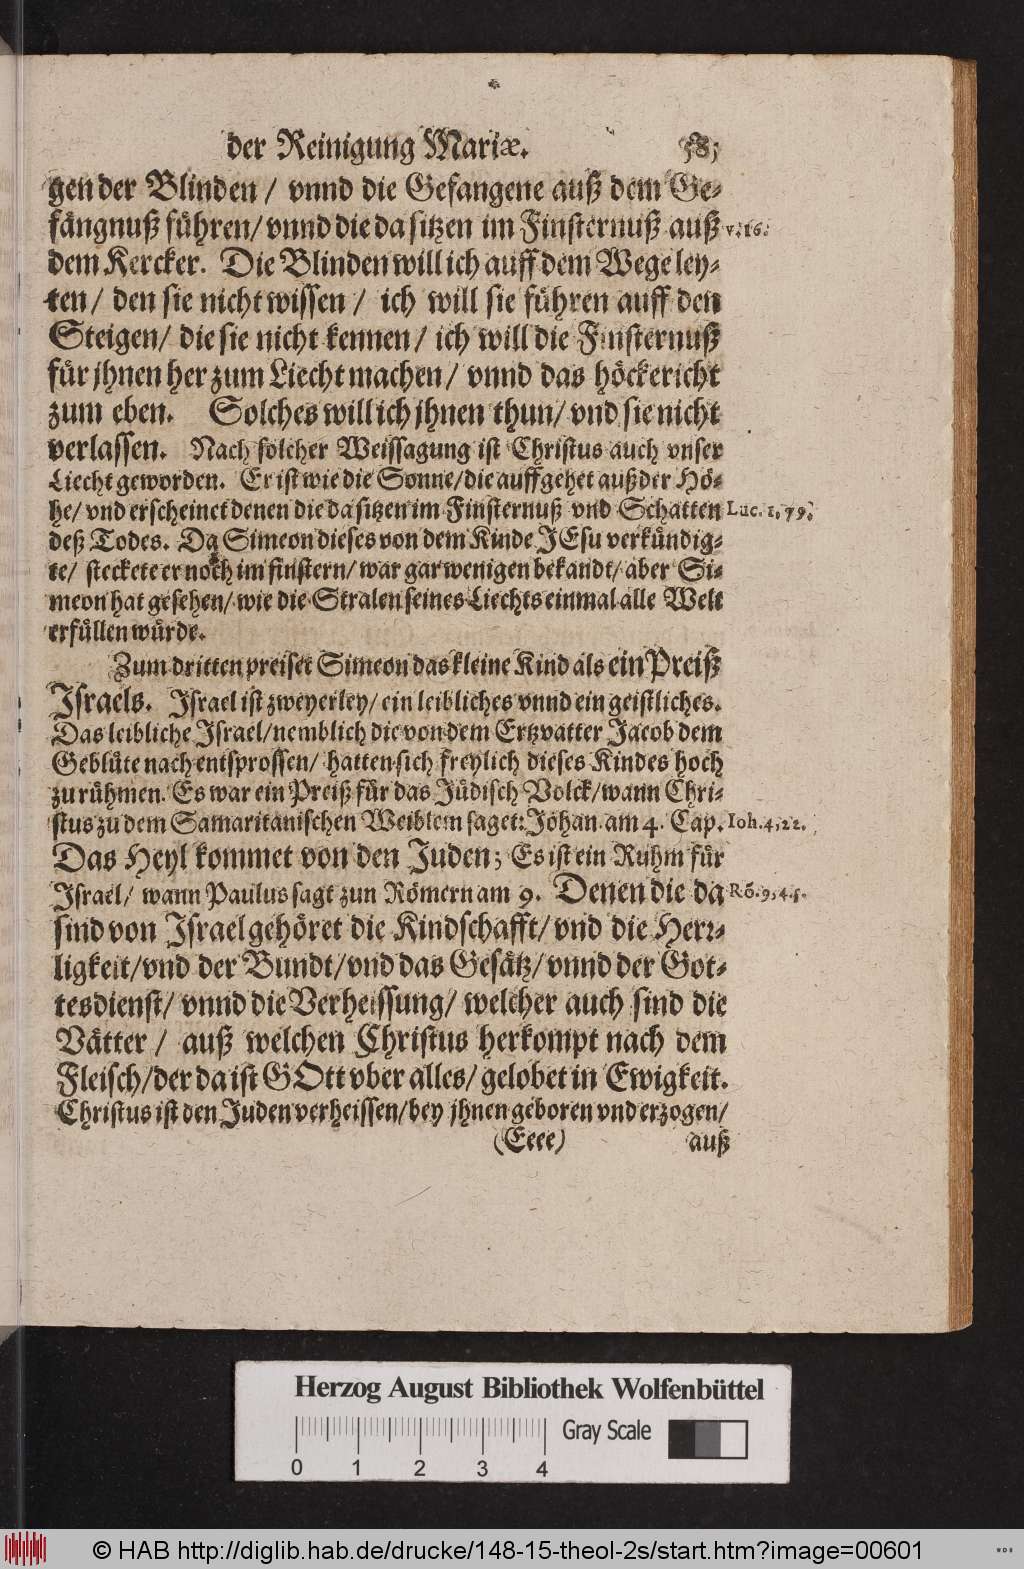 der Reinigung Mariæ. 585
gen der Blinden / vnnd die Gefangene auß dem Ge-
fängnuß führen/ vnnd die da sitzen im Finsternuß auß v. 16.
dem Kercker. Die Blinden will ich auff dem Wege ley-
ten / den sie nicht wissen / ich will sie führen auff den
Steigen/ die sie nicht kennen / ich will die Finsternuß
für jhnen her zum Liecht machen / vnnd das höckericht
zum eben. Solches will ich jhnen thun/ vnd sie nicht
verlassen. Nach solcher Weissagung ist Christus auch vnser
Liecht geworden. Er ist wie die Sonne/ die auffgehet auß der Hö-
he/ vnd erscheinet denen die da sitzen im Finsternuß vnd Schatten Luc. 1, 79.
deß Todes. Da Simeon dieses von dem Kinde JEsu verkündig-
te/ steckete er noch im finstern/ war gar wenigen bekandt/ aber Si-
meon hat gesehen/ wie die Stralen seines Liechts einmal alle Welt
erfüllen würde.
Zum dritten preiset Simeon das kleine Kind als ein Preiß
Israels. Israel ist zweyerley/ ein leibliches vnnd ein geistliches.
Das leibliche Israel/ nemblich die von dem Ertzvatter Jacob dem
Geblüte nach entsprossen/ hatten sich freylich dieses Kindes hoch
zu rühmen. Es war ein Preiß für das Jüdisch Volck/ wann Chri-
stus zu dem Samaritanischen Weiblem saget: Johan. am 4. Cap. Ioh. 4, 22.
Das Heyl kommet von den Juden; Es ist ein Ruhm für
Israel/ wann Paulus sagt zun Römern am 9. Denen die da Rō. 9, 4. 5.
sind von Israel gehöret die Kindschafft/ vnd die Herr-
ligkeit/ vnd der Bundt/ vnd das Gesätz/ vnnd der Got-
tesdienst/ vnnd die Verheissung/ welcher auch sind die
Vätter / auß welchen Christus herkompt nach dem
Fleisch/ der da ist GOtt vber alles/ gelobet in Ewigkeit.
Christus ist den Juden verheissen/ bey jhnen geboren vnd erzogen/
(Eeee) auß
Herzog August Bibliothek Wolfenbüttel
Gray Scale
0 1 2 3 4
© HAB http://diglib.hab.de/drucke/148-15-theol-2s/start.htm?image=00601